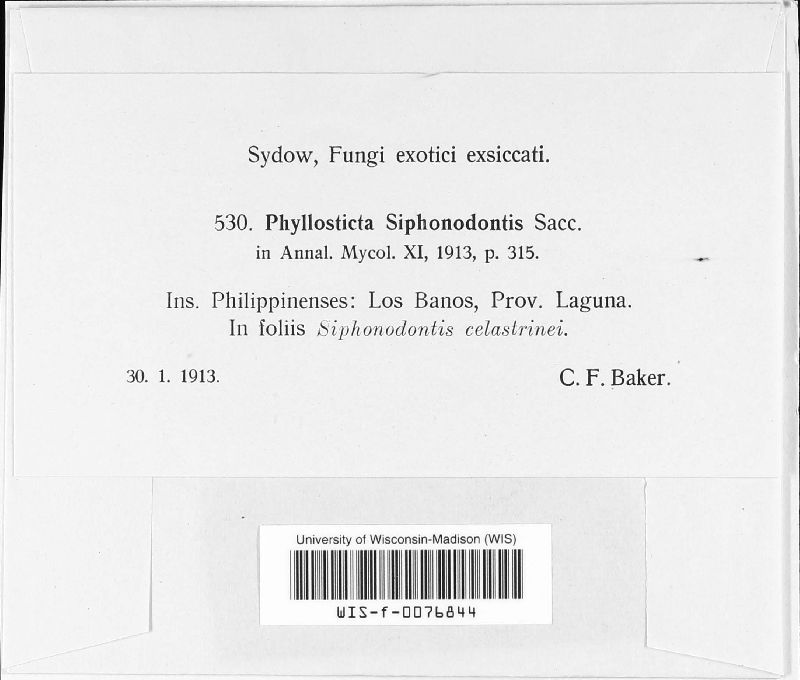 Sydow, Fungi exotici exsiccati.
530. Phyllosticta Siphonodontis Sacc.
in Annal. Mycol. XI, 1913, p. 315.
Ins. Philippinenses: Los Banos, Prov. Laguna.
In foliis Siphonodontis celastrinei.
30. 1. 1913.
C. F. Baker.
University of Wisconsin-Madison (WIS)
WIS-f-0076844